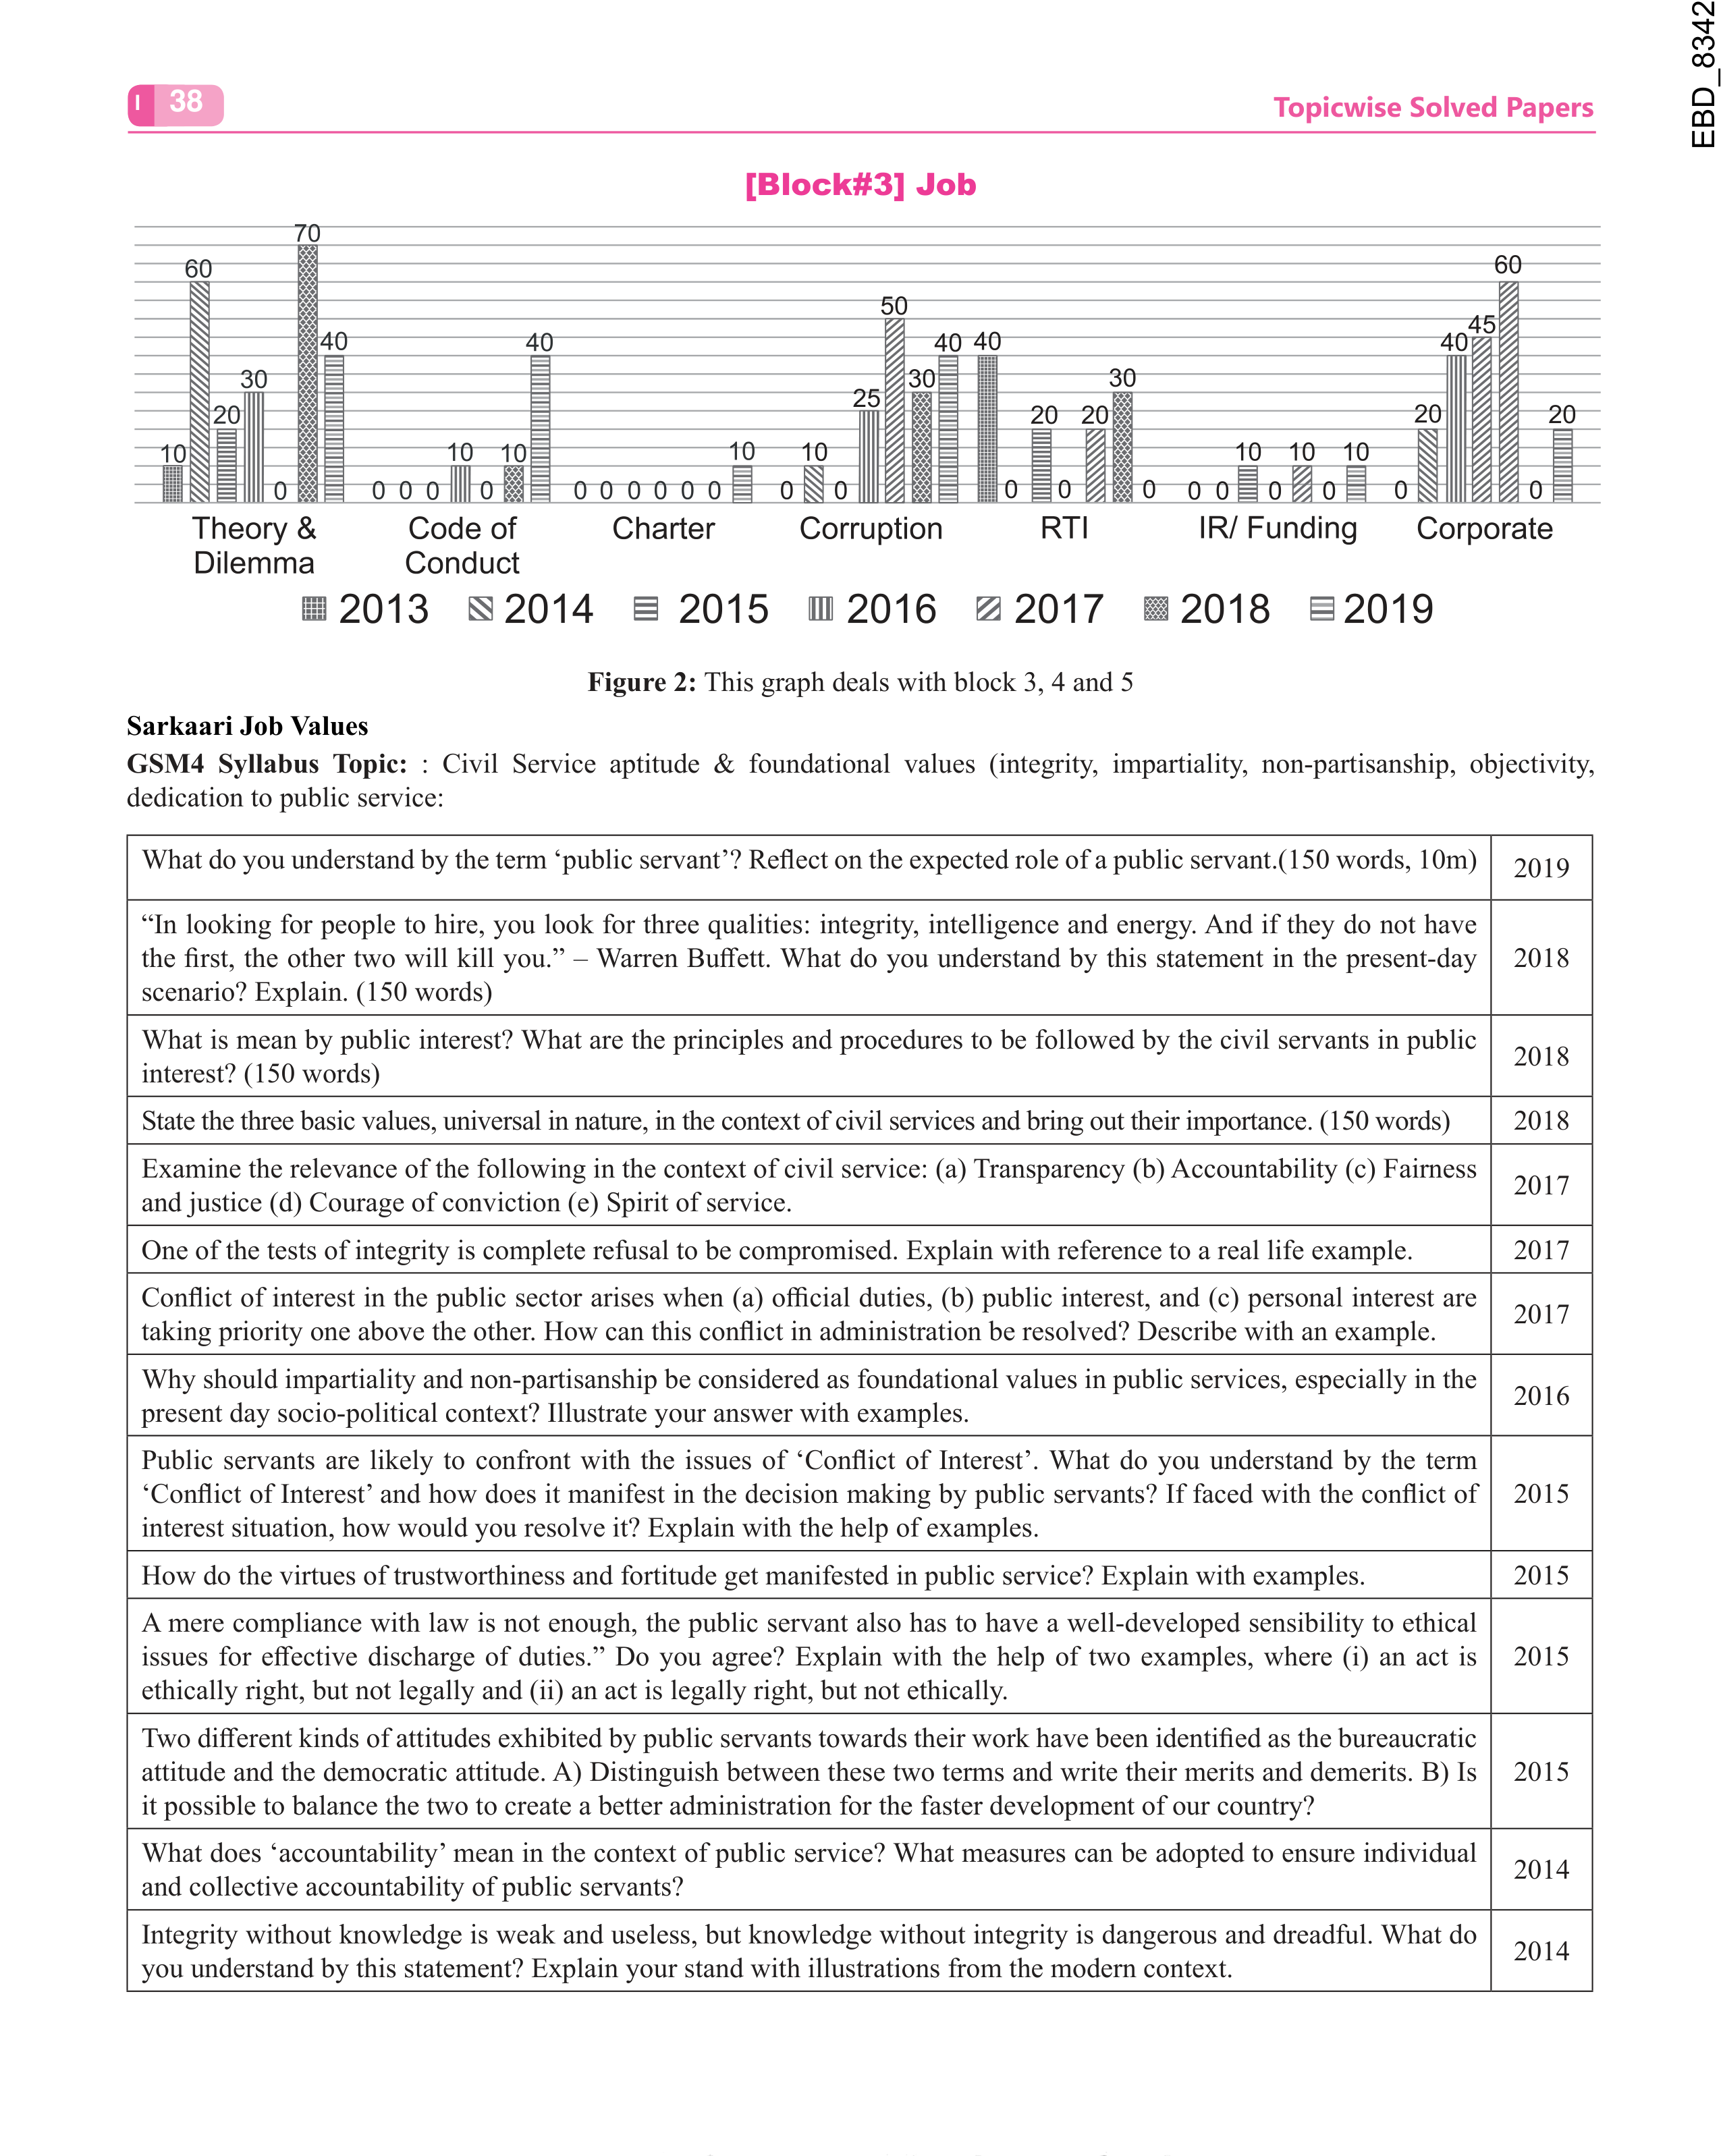 EBD_8342
I 38
Topicwise Solved Papers
[Block#3] Job
10 60 20 30 0 70 40
0 0 0 10 0 10 40
0 0 0 0 0 0 10
0 10 0 25 50 30 40
40 0 20 0 20 30 0
0 0 10 0 10 0 10
0 20 40 45 60 0 20
Theory &
Dilemma
Code of
Conduct
Charter
Corruption
RTI
IR/ Funding
Corporate
2013 2014 2015 2016 2017 2018 2019
Figure 2: This graph deals with block 3, 4 and 5
Sarkaari Job Values
GSM4 Syllabus Topic: : Civil Service aptitude & foundational values (integrity, impartiality, non-partisanship, objectivity,
dedication to public service:
What do you understand by the term ‘public servant’? Reflect on the expected role of a public servant.(150 words, 10m)
2019
“In looking for people to hire, you look for three qualities: integrity, intelligence and energy. And if they do not have
the first, the other two will kill you.” – Warren Buffett. What do you understand by this statement in the present-day
scenario? Explain. (150 words)
2018
What is mean by public interest? What are the principles and procedures to be followed by the civil servants in public
interest? (150 words)
2018
State the three basic values, universal in nature, in the context of civil services and bring out their importance. (150 words)
2018
Examine the relevance of the following in the context of civil service: (a) Transparency (b) Accountability (c) Fairness
and justice (d) Courage of conviction (e) Spirit of service.
2017
One of the tests of integrity is complete refusal to be compromised. Explain with reference to a real life example.
2017
Conflict of interest in the public sector arises when (a) official duties, (b) public interest, and (c) personal interest are
taking priority one above the other. How can this conflict in administration be resolved? Describe with an example.
2017
Why should impartiality and non-partisanship be considered as foundational values in public services, especially in the
present day socio-political context? Illustrate your answer with examples.
2016
Public servants are likely to confront with the issues of ‘Conflict of Interest’. What do you understand by the term
‘Conflict of Interest’ and how does it manifest in the decision making by public servants? If faced with the conflict of
interest situation, how would you resolve it? Explain with the help of examples.
2015
How do the virtues of trustworthiness and fortitude get manifested in public service? Explain with examples.
2015
A mere compliance with law is not enough, the public servant also has to have a well-developed sensibility to ethical
issues for effective discharge of duties.” Do you agree? Explain with the help of two examples, where (i) an act is
ethically right, but not legally and (ii) an act is legally right, but not ethically.
2015
Two different kinds of attitudes exhibited by public servants towards their work have been identified as the bureaucratic
attitude and the democratic attitude. A) Distinguish between these two terms and write their merits and demerits. B) Is
it possible to balance the two to create a better administration for the faster development of our country?
2015
What does ‘accountability’ mean in the context of public service? What measures can be adopted to ensure individual
and collective accountability of public servants?
2014
Integrity without knowledge is weak and useless, but knowledge without integrity is dangerous and dreadful. What do
you understand by this statement? Explain your stand with illustrations from the modern context.
2014